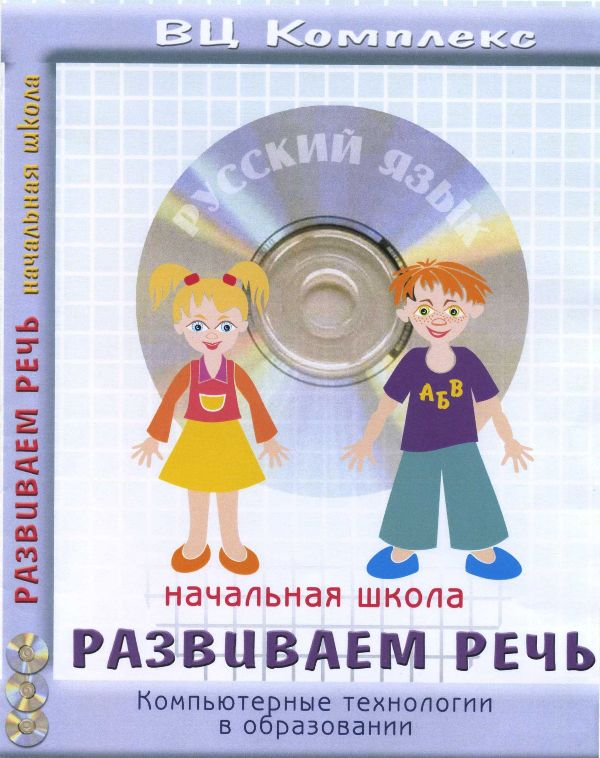 ВЦ Комплекс
РУССКИЙ ЯЗЫК
АБВ
начальная школа
РАЗВИВАЕМ РЕЧЬ
Компьютерные технологии
в образовании
РАЗВИВАЕМ РЕЧЬ начальная школа